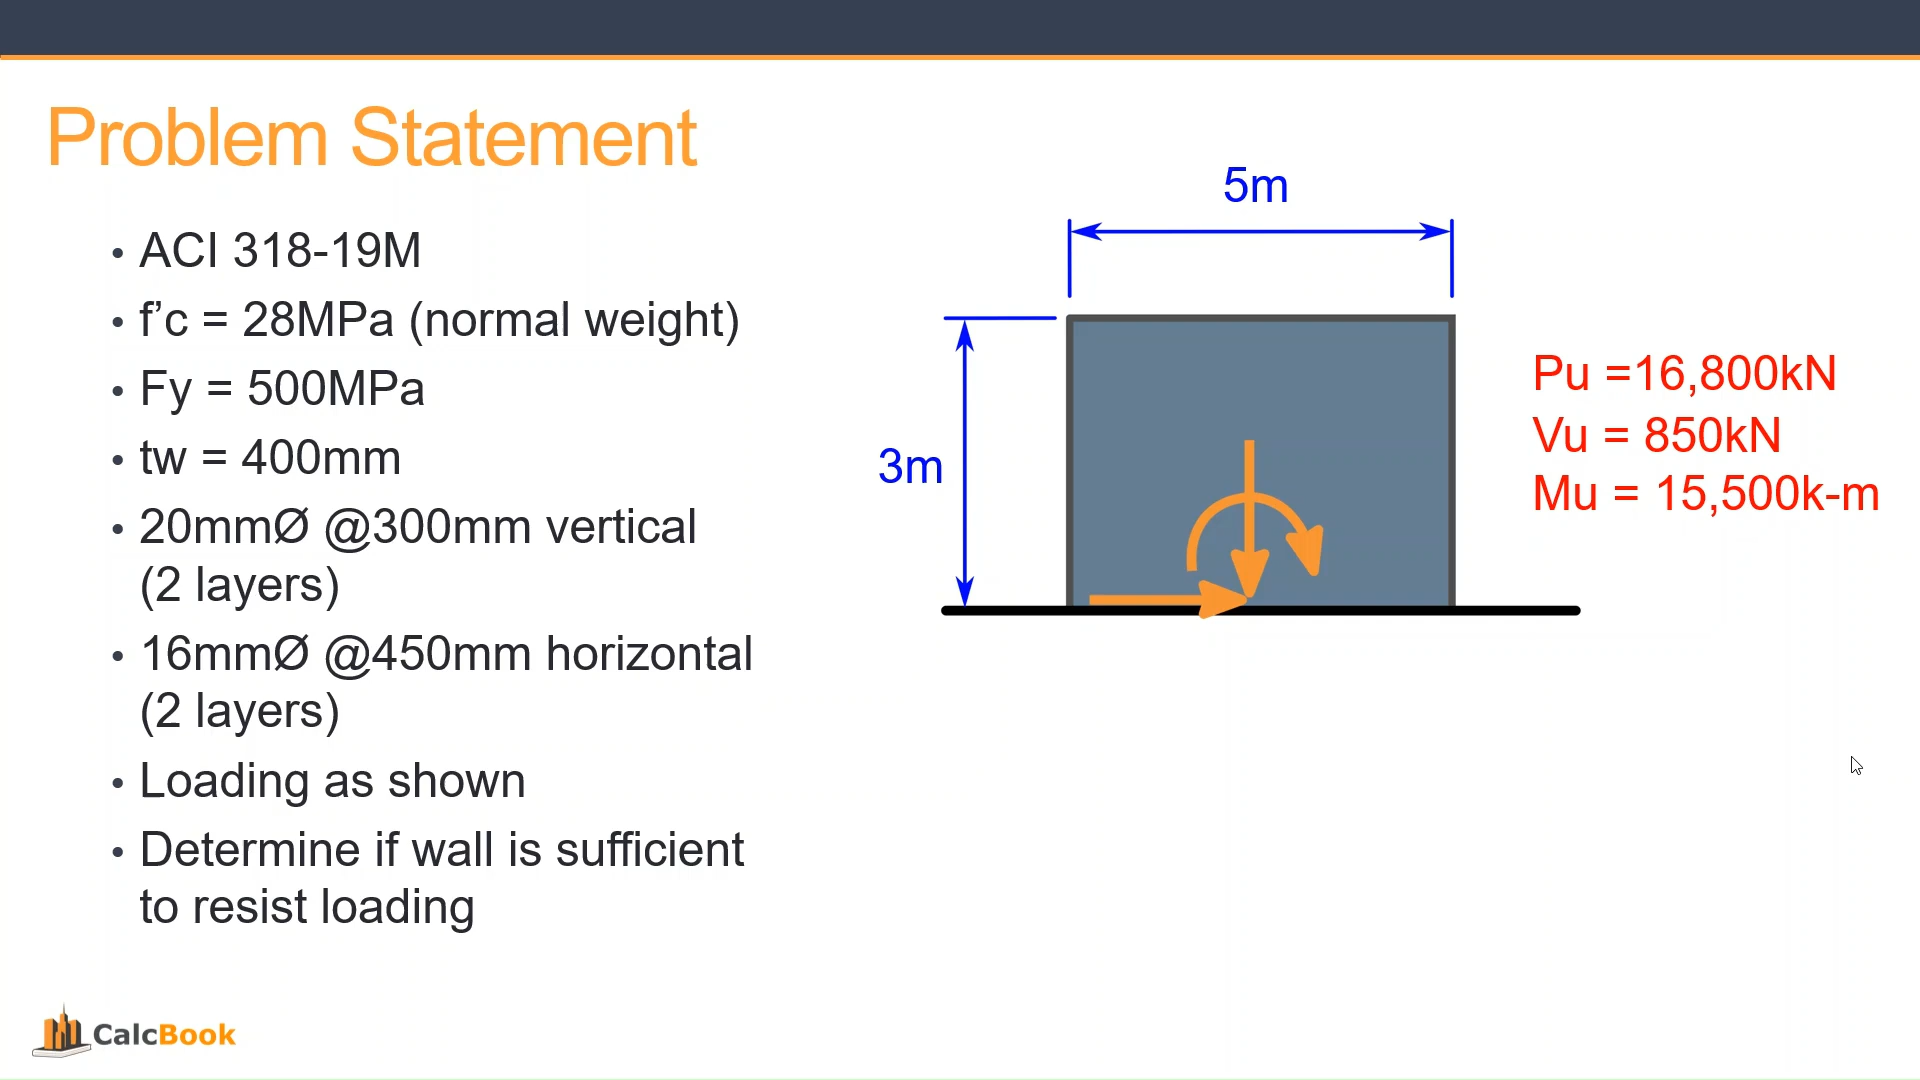 Problem Statement
• ACI 318-19M
• f’c = 28MPa (normal weight)
• Fy = 500MPa
• tw = 400mm
• 20mmØ @300mm vertical
(2 layers)
• 16mmØ @450mm horizontal
(2 layers)
• Loading as shown
• Determine if wall is sufficient
to resist loading
5m
3m
Pu =16,800kN
Vu = 850kN
Mu = 15,500k-m
CalcBook